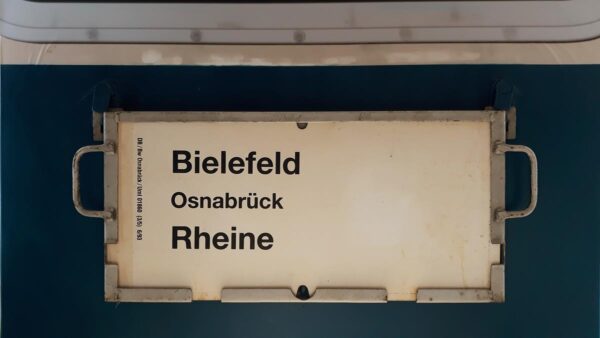 Bielefeld
Osnabrück
Rheine